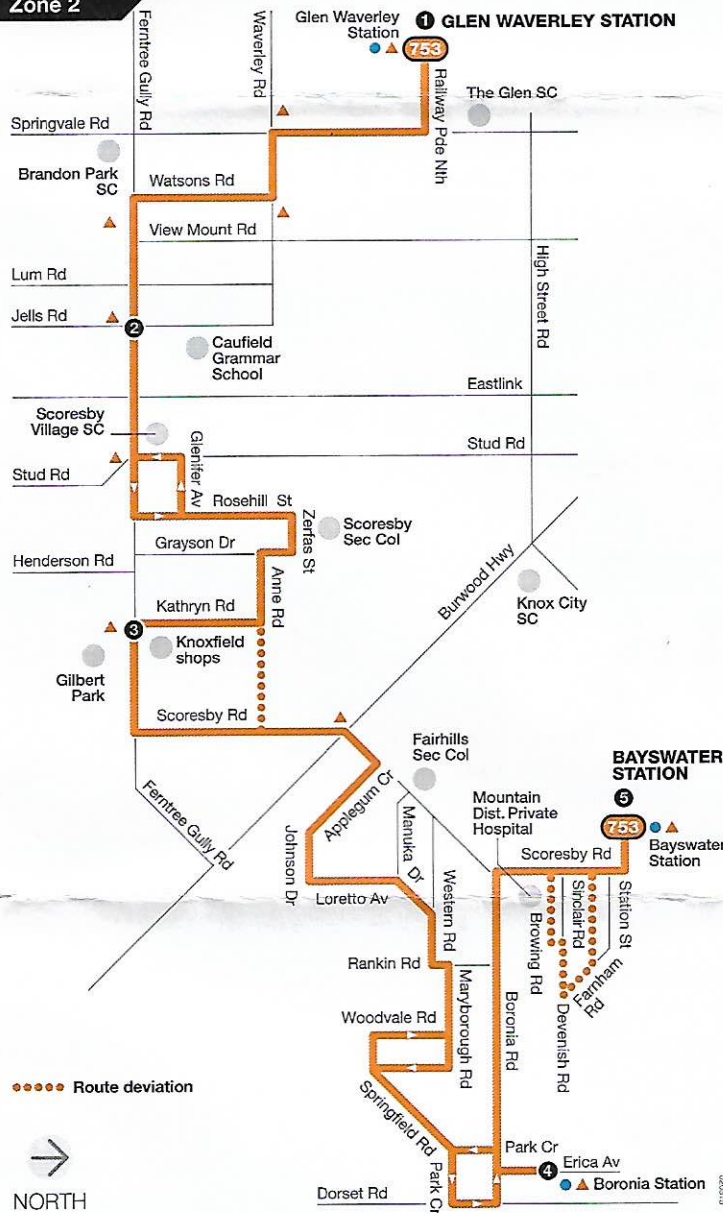 Zone 2
Ferntree Gully Rd
Waverley Rd
Glen Waverley
Station
1 GLEN WAVERLEY STATION
753
Railway Pde Nth
The Glen SC
Springvale Rd
Brandon Park
SC
Watsons Rd
View Mount Rd
High Street Rd
Lum Rd
Jells Rd
2
Caufield
Grammar
School
Eastlink
Scoresby
Village SC
Glenifer Av
Stud Rd
Stud Rd
Rosehill St
Zerfas St
Scoresby
Sec Col
Grayson Dr
Henderson Rd
Anne Rd
Burwood Hwy
Knox City
SC
Kathryn Rd
3
Knoxfield
shops
Gilbert
Park
Scoresby Rd
Fairhills
Sec Col
BAYSWATER
STATION
5
753
Bayswater
Station
Mountain
Dist. Private
Hospital
Ferntree Gully Rd
Applegum Cr
Johnson Dr
Manuka Dr
Scoresby Rd
Loretto Av
Western Rd
Browing Rd
Sinclair Rd
Station St
Farnham
Rd
Devenish Rd
Rankin Rd
Maryborough Rd
Boronia Rd
Woodvale Rd
Route deviation
Springfield Rd
Park Cr
Park Cr
4
Erica Av
Boronia Station
Dorset Rd
NORTH